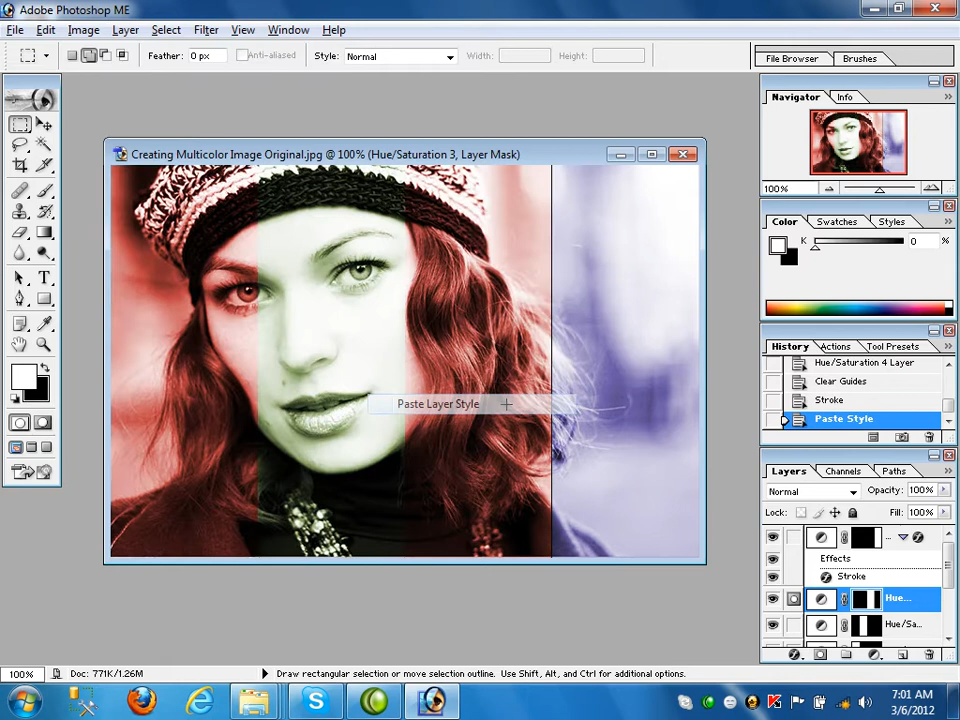 Adobe Photoshop ME
File Edit Image Layer Select Filter View Window Help
Feather: 0 px Anti-aliased Style: Normal Width: Height: File Browser Brushes
Creating Multicolor Image Original.jpg @ 100% (Hue/Saturation 3, Layer Mask)
Navigator Info
100%
Color Swatches Styles
K 0 %
History Actions Tool Presets
Hue/Saturation 4 Layer
Clear Guides
Stroke
Paste Style
Paste Layer Style
Layers Channels Paths
Normal Opacity: 100%
Lock: Fill: 100%
...
Effects
Stroke
Hue...
Hue/Sa...
100% Doc: 771K/1.26M Draw rectangular selection or move selection outline. Use Shift, Alt, and Ctrl for additional options.
7:01 AM
3/6/2012